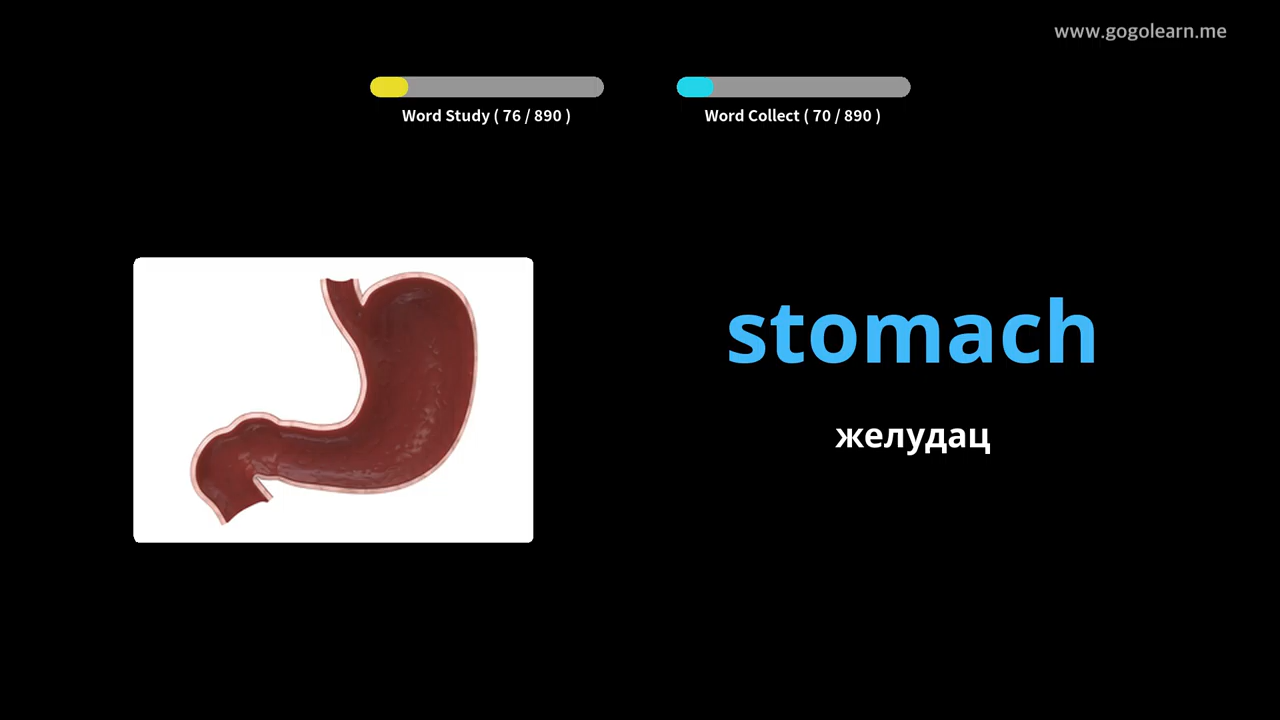 www.gogolearn.me
Word Study ( 76 / 890 )
Word Collect ( 70 / 890 )
stomach
желудац